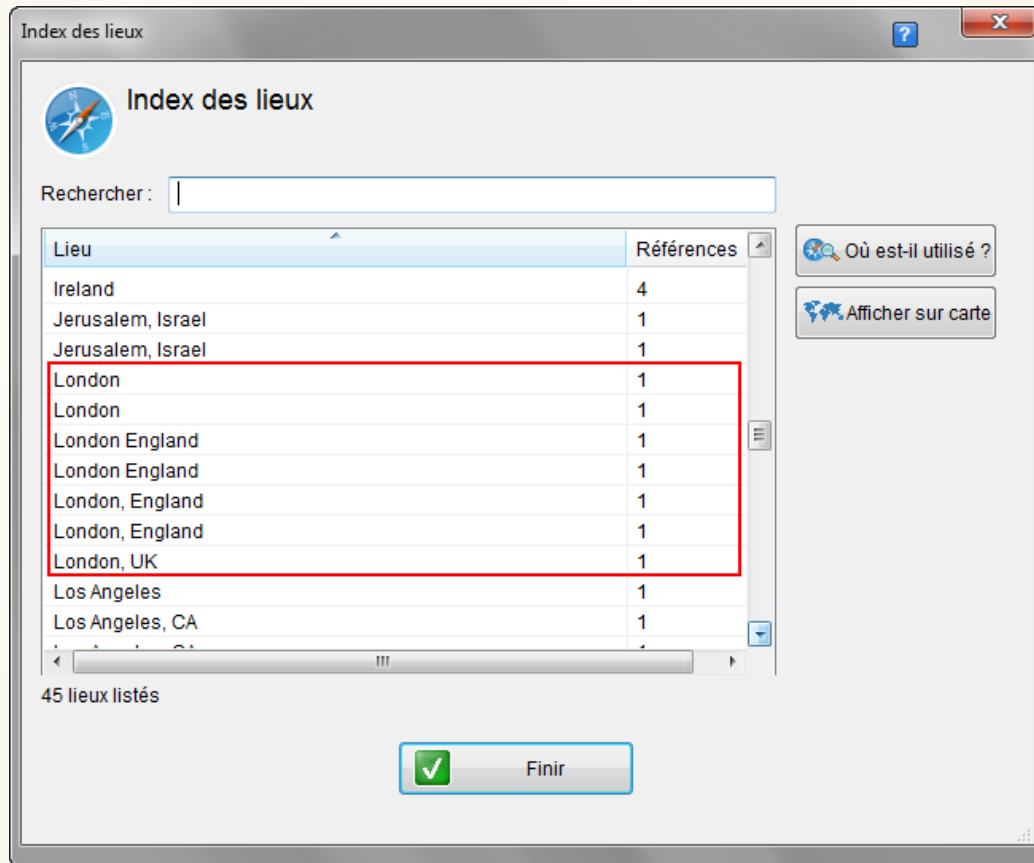 Index des lieux
?
Index des lieux
Rechercher :
Lieu Références
Où est-il utilisé ?
Ireland 4
Afficher sur carte
Jerusalem, Israel 1
Jerusalem, Israel 1
London 1
London 1
London England 1
London England 1
London, England 1
London, England 1
London, UK 1
Los Angeles 1
Los Angeles, CA 1
45 lieux listés
Finir